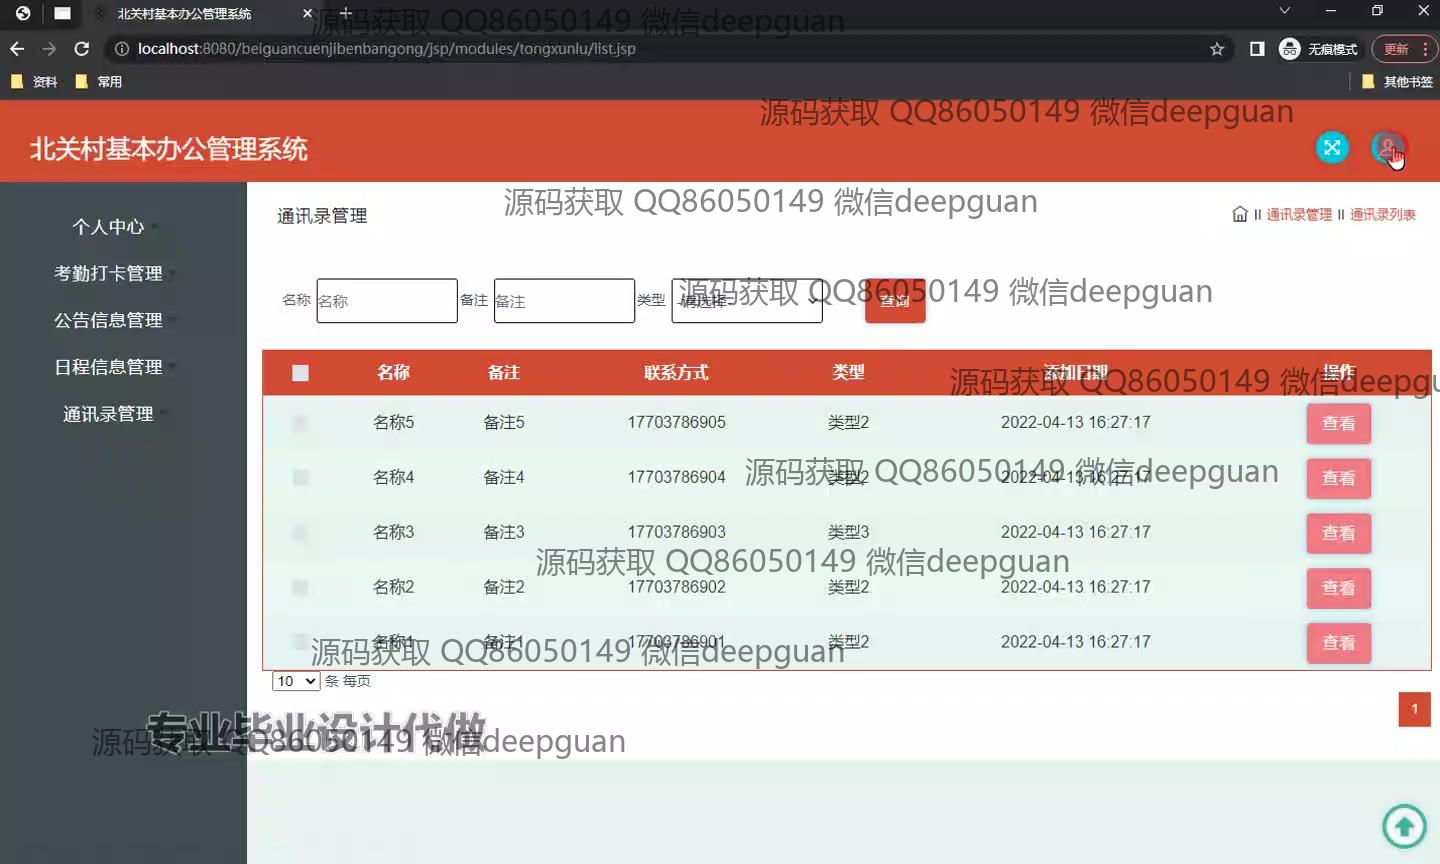 北关村基本办公管理系统
源码获取 QQ86050149 微信deepguan
localhost:8080/beiguancuenjibenbangong/jsp/modules/tongxunlu/list.jsp
无痕模式
更新
资料
常用
其他书签
源码获取 QQ86050149 微信deepguan
北关村基本办公管理系统
个人中心
考勤打卡管理
公告信息管理
日程信息管理
通讯录管理
通讯录管理
源码获取 QQ86050149 微信deepguan
通讯录管理 通讯录列表
名称 名称 备注 备注 类型 -请选择- 查询
源码获取 QQ86050149 微信deepguan
名称 备注 联系方式 类型 添加日期 操作
源码获取 QQ86050149 微信deepgu
名称5 备注5 17703786905 类型2 2022-04-13 16:27:17 查看
名称4 备注4 17703786904 类型2 2022-04-13 16:27:17 查看
源码获取 QQ86050149 微信deepguan
名称3 备注3 17703786903 类型3 2022-04-13 16:27:17 查看
源码获取 QQ86050149 微信deepguan
名称2 备注2 17703786902 类型2 2022-04-13 16:27:17 查看
名称1 备注1 17703786901 类型2 2022-04-13 16:27:17 查看
源码获取 QQ86050149 微信deepguan
10 条 每页
1
专业毕业设计代做
源码获取 QQ86050149 微信deepguan